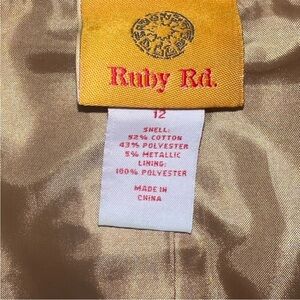 Ruby Rd.
12
SHELL:
52% COTTON
43% POLYESTER
5% METALLIC
LINING:
100% POLYESTER
MADE IN
CHINA